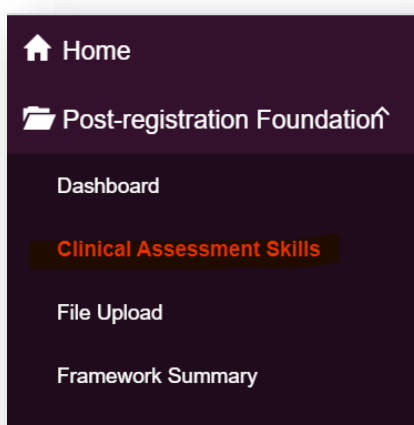 Home
Post-registration Foundation
Dashboard
Clinical Assessment Skills
File Upload
Framework Summary